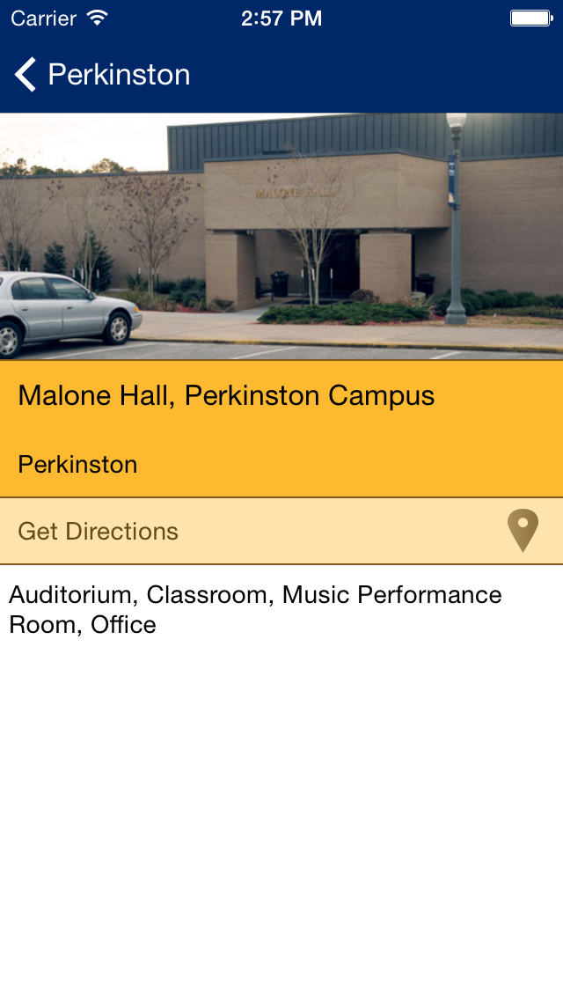 Carrier 2:57 PM
Perkinston
MALONE HALL
Malone Hall, Perkinston Campus
Perkinston
Get Directions
Auditorium, Classroom, Music Performance
Room, Office